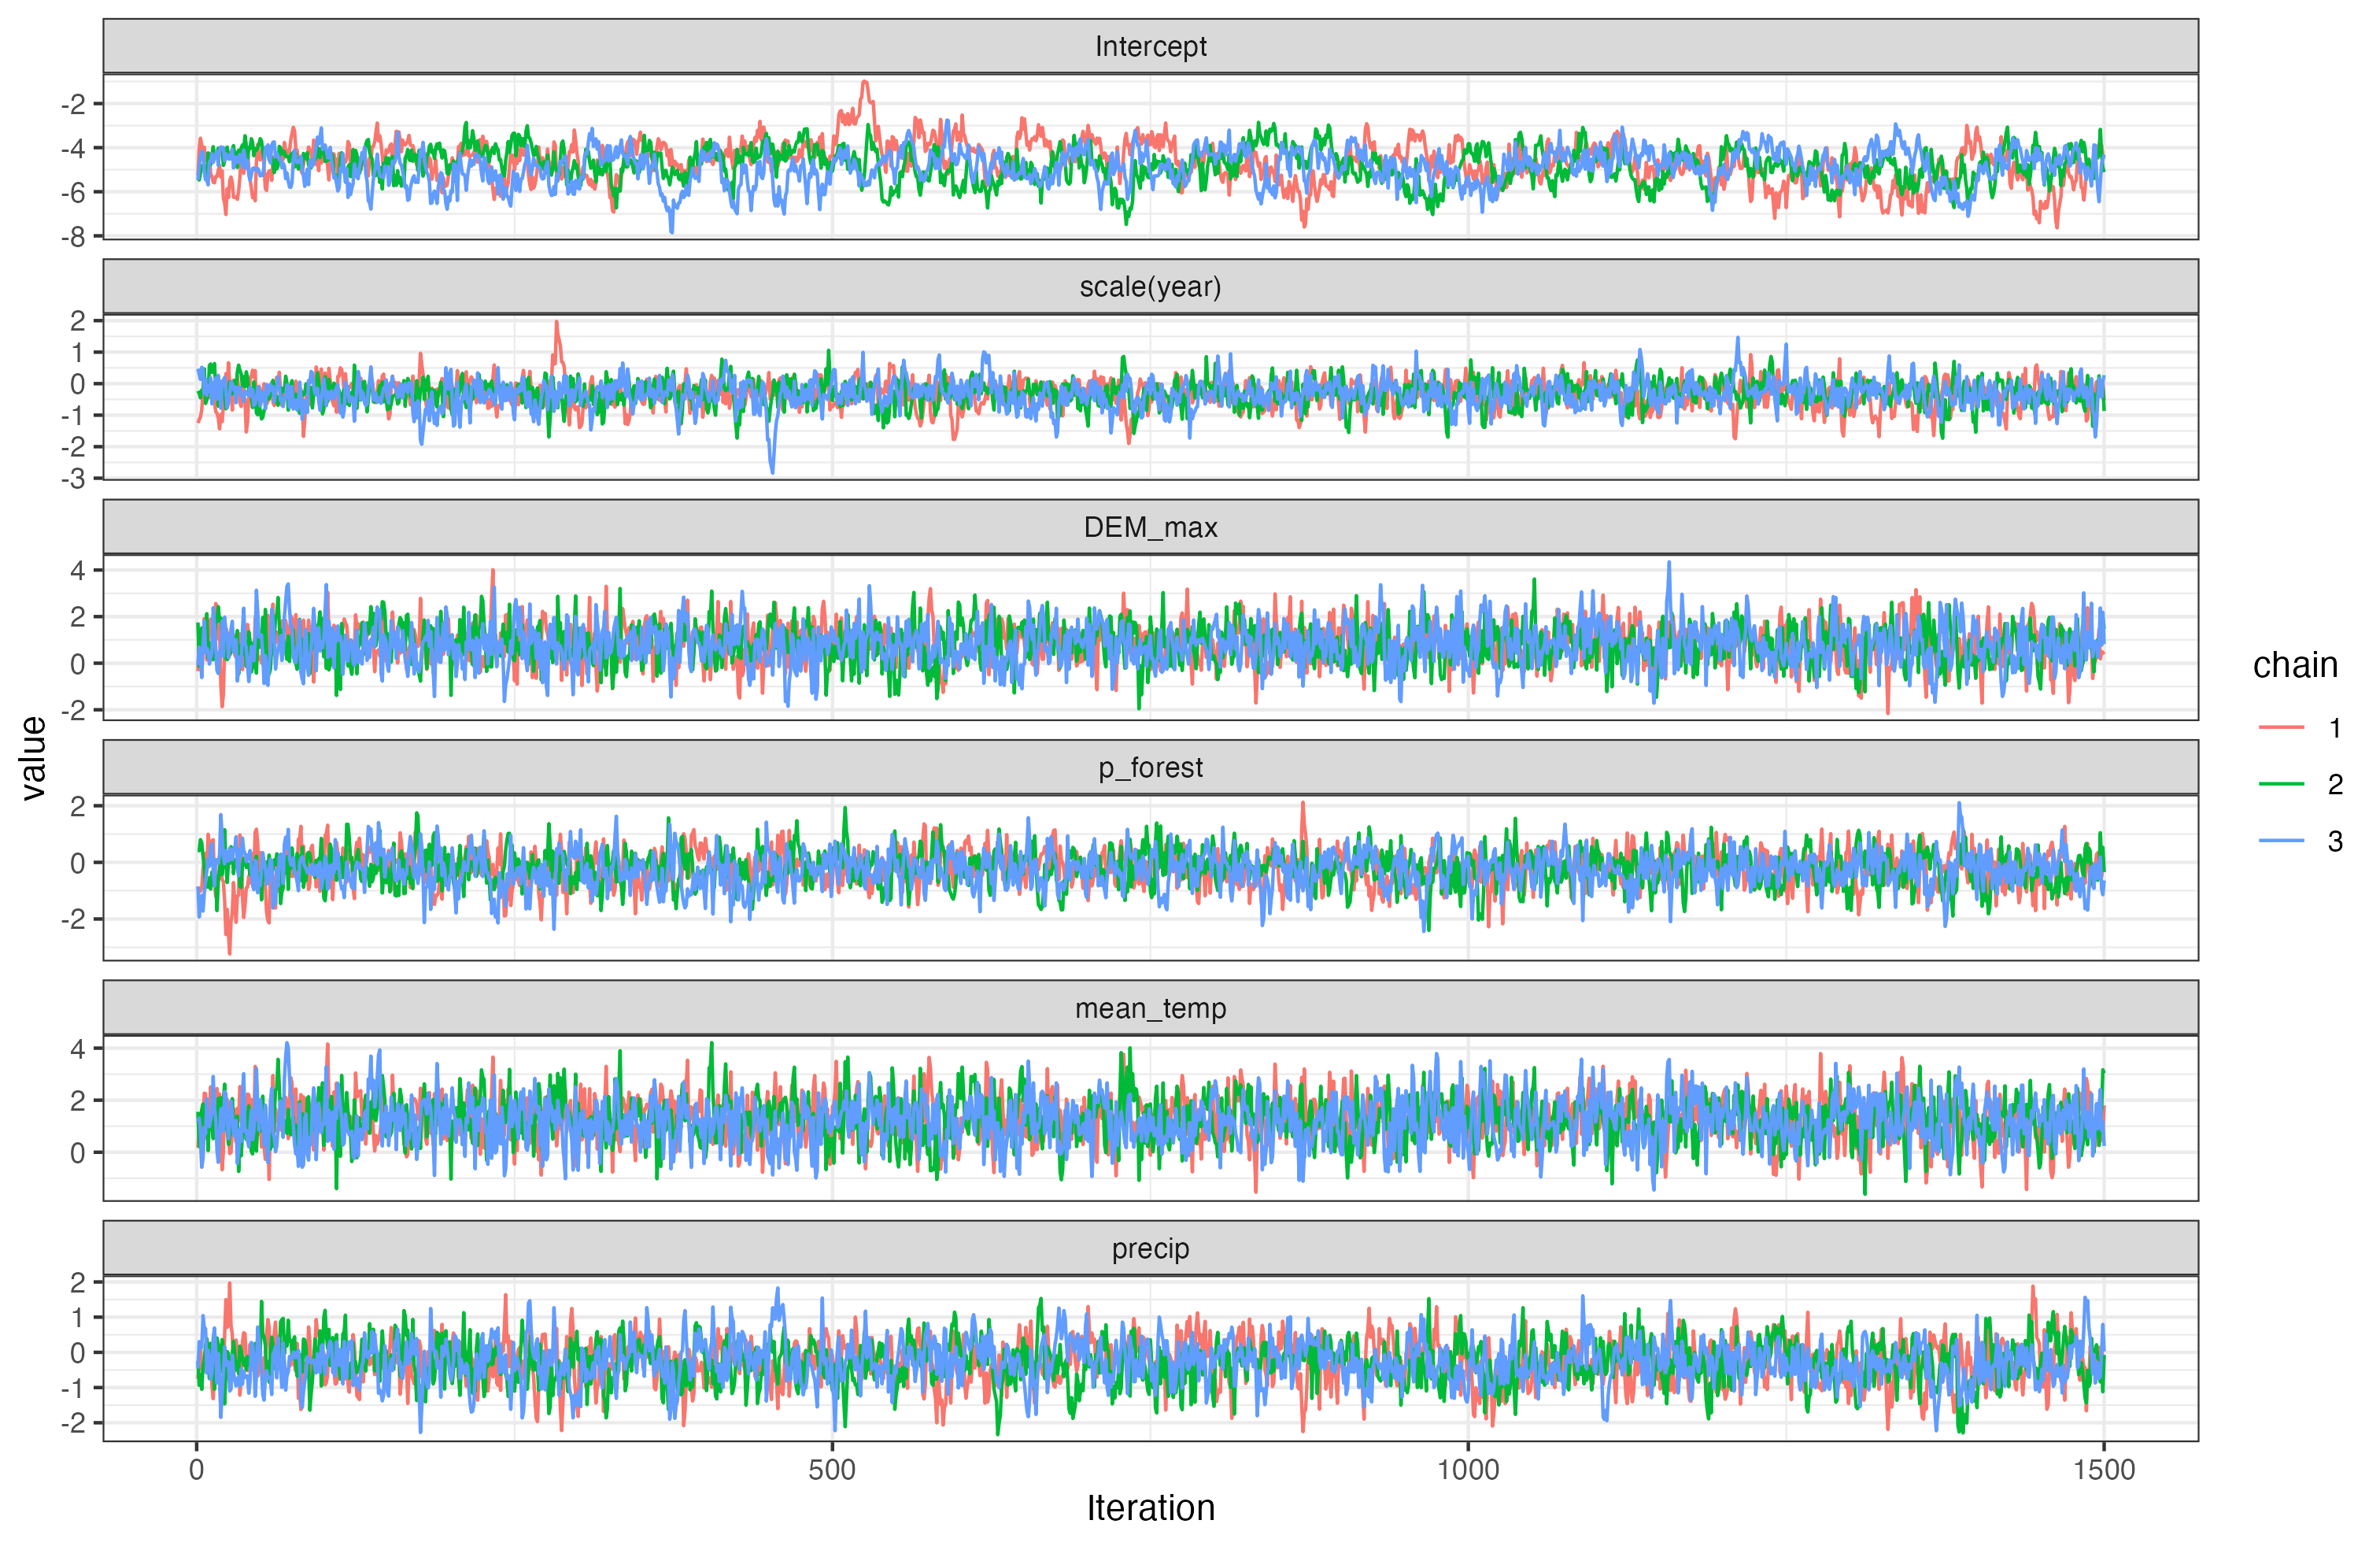 Intercept
-2
-4
-6
-8
scale(year)
2
1
0
-1
-2
-3
DEM_max
4
2
0
-2
p_forest
2
0
-2
mean_temp
4
2
0
precip
2
1
0
-1
-2
0 500 1000 1500
Iteration
value
chain
1
2
3